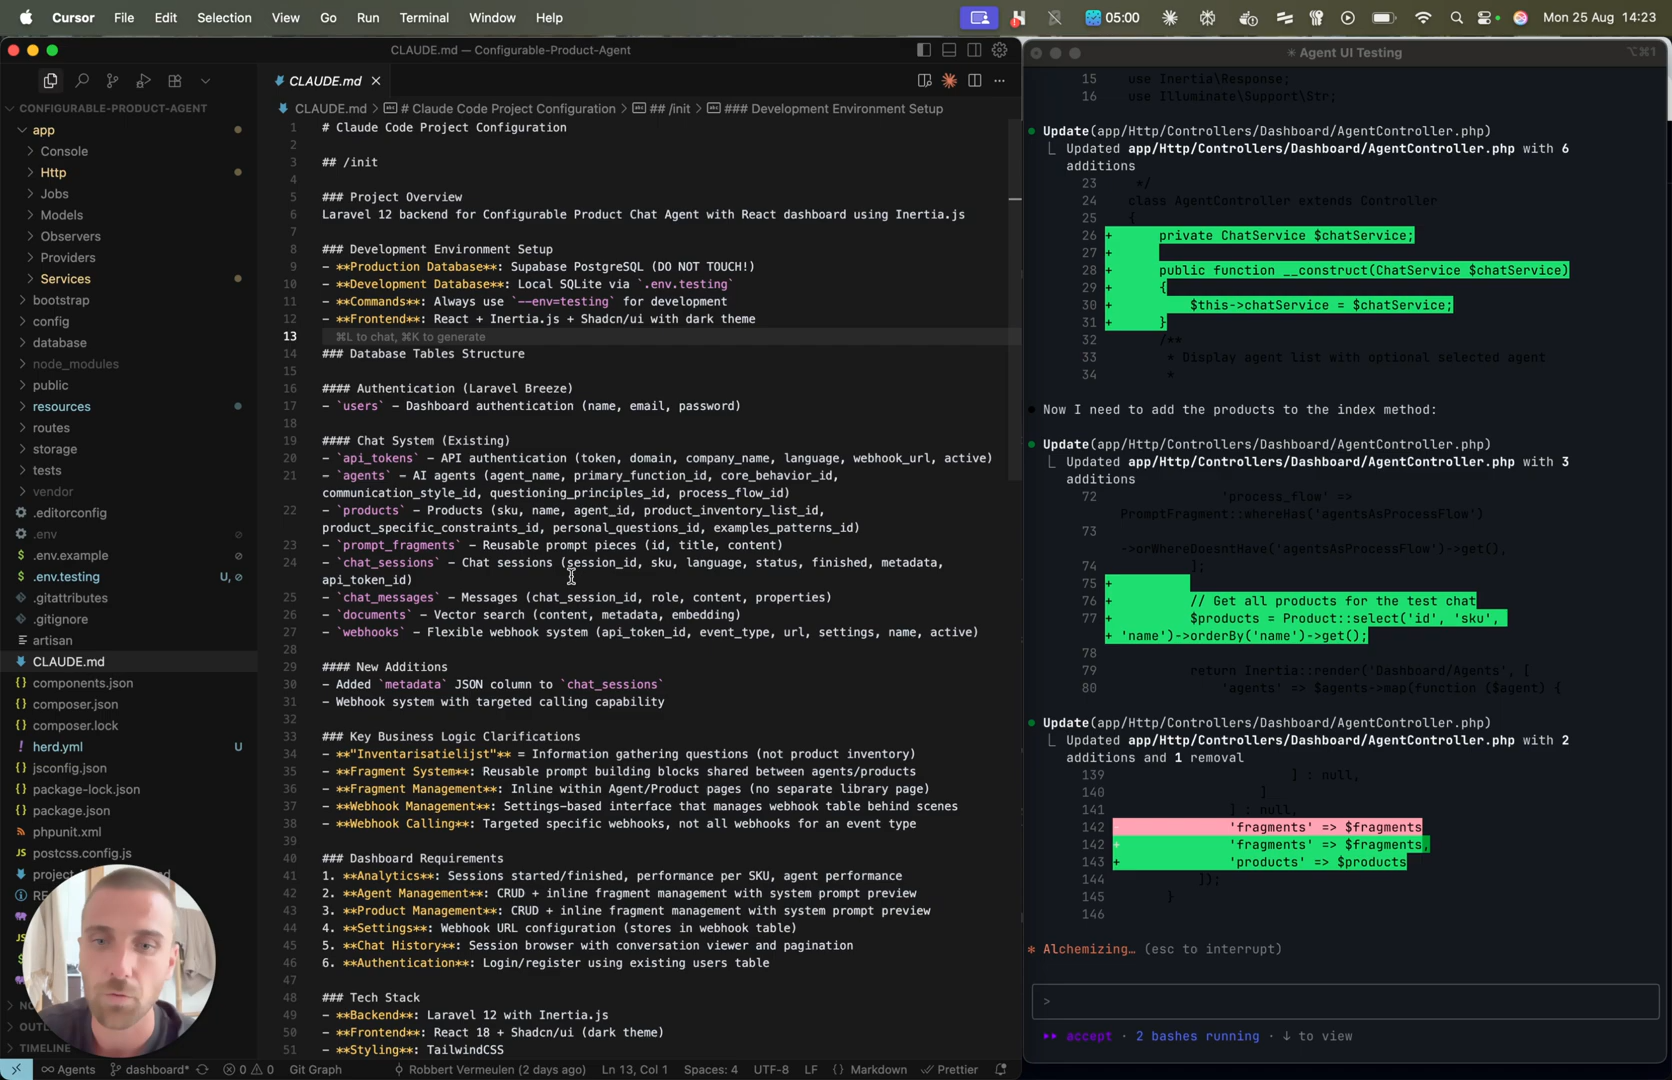 Cursor File Edit Selection View Go Run Terminal Window Help
05:00
Mon 25 Aug 14:23
CLAUDE.md — Configurable-Product-Agent
CONFIGURABLE-PRODUCT-AGENT
app
Console
Http
Jobs
Models
Observers
Providers
Services
bootstrap
config
database
node_modules
public
resources
routes
storage
tests
vendor
.editorconfig
.env
.env.example
.env.testing U,
.gitattributes
.gitignore
artisan
CLAUDE.md
components.json
composer.json
composer.lock
herd.yml U
jsconfig.json
package-lock.json
package.json
phpunit.xml
postcss.config.js
TIMELINE
CLAUDE.md
CLAUDE.md > # Claude Code Project Configuration > ## /init > ### Development Environment Setup
1 # Claude Code Project Configuration
2
3 ## /init
4
5 ### Project Overview
6 Laravel 12 backend for Configurable Product Chat Agent with React dashboard using Inertia.js
7
8 ### Development Environment Setup
9 - **Production Database**: Supabase PostgreSQL (DO NOT TOUCH!)
10 - **Development Database**: Local SQLite via `.env.testing`
11 - **Commands**: Always use `--env=testing` for development
12 - **Frontend**: React + Inertia.js + Shadcn/ui with dark theme
13 ⌘L to chat, ⌘K to generate
14 ### Database Tables Structure
15
16 #### Authentication (Laravel Breeze)
17 - `users` - Dashboard authentication (name, email, password)
18
19 #### Chat System (Existing)
20 - `api_tokens` - API authentication (token, domain, company_name, language, webhook_url, active)
21 - `agents` - AI agents (agent_name, primary_function_id, core_behavior_id,
communication_style_id, questioning_principles_id, process_flow_id)
22 - `products` - Products (sku, name, agent_id, product_inventory_list_id,
product_specific_constraints_id, personal_questions_id, examples_patterns_id)
23 - `prompt_fragments` - Reusable prompt pieces (id, title, content)
24 - `chat_sessions` - Chat sessions (session_id, sku, language, status, finished, metadata,
api_token_id)
25 - `chat_messages` - Messages (chat_session_id, role, content, properties)
26 - `documents` - Vector search (content, metadata, embedding)
27 - `webhooks` - Flexible webhook system (api_token_id, event_type, url, settings, name, active)
28
29 #### New Additions
30 - Added `metadata` JSON column to `chat_sessions`
31 - Webhook system with targeted calling capability
32
33 ### Key Business Logic Clarifications
34 - **"Inventarisatielijst"** = Information gathering questions (not product inventory)
35 - **Fragment System**: Reusable prompt building blocks shared between agents/products
36 - **Fragment Management**: Inline within Agent/Product pages (no separate library page)
37 - **Webhook Management**: Settings-based interface that manages webhook table behind scenes
38 - **Webhook Calling**: Targeted specific webhooks, not all webhooks for an event type
39
40 ### Dashboard Requirements
41 1. **Analytics**: Sessions started/finished, performance per SKU, agent performance
42 2. **Agent Management**: CRUD + inline fragment management with system prompt preview
43 3. **Product Management**: CRUD + inline fragment management with system prompt preview
44 4. **Settings**: Webhook URL configuration (stores in webhook table)
45 5. **Chat History**: Session browser with conversation viewer and pagination
46 6. **Authentication**: Login/register using existing users table
47
48 ### Tech Stack
49 - **Backend**: Laravel 12 with Inertia.js
50 - **Frontend**: React 18 + Shadcn/ui (dark theme)
51 - **Styling**: TailwindCSS
Agents dashboard* 0 0 Git Graph Robbert Vermeulen (2 days ago) Ln 13, Col 1 Spaces: 4 UTF-8 LF {} Markdown Prettier
✳ Agent UI Testing ⌥⌘1
15 use Inertia\Response;
16 use Illuminate\Support\Str;
Update(app/Http/Controllers/Dashboard/AgentController.php)
Updated app/Http/Controllers/Dashboard/AgentController.php with 6
additions
23 */
24 class AgentController extends Controller
25 {
26 + private ChatService $chatService;
27 +
28 + public function __construct(ChatService $chatService)
29 + {
30 + $this->chatService = $chatService;
31 + }
32 /**
33 * Display agent list with optional selected agent
34 *
Now I need to add the products to the index method:
Update(app/Http/Controllers/Dashboard/AgentController.php)
Updated app/Http/Controllers/Dashboard/AgentController.php with 3
additions
72 'process_flow' =>
PromptFragment::whereHas('agentsAsProcessFlow')
73
->orWhereDoesntHave('agentsAsProcessFlow')->get(),
74 ];
75 +
76 + // Get all products for the test chat
77 + $products = Product::select('id', 'sku',
+ 'name')->orderBy('name')->get();
78
79 return Inertia::render('Dashboard/Agents', [
80 'agents' => $agents->map(function ($agent) {
Update(app/Http/Controllers/Dashboard/AgentController.php)
Updated app/Http/Controllers/Dashboard/AgentController.php with 2
additions and 1 removal
139 ] : null,
140 ]
141 ] : null,
142 'fragments' => $fragments
142 + 'fragments' => $fragments,
143 + 'products' => $products
144 ]);
145 }
146
* Alchemizing… (esc to interrupt)
>
accept · 2 bashes running · ↓ to view